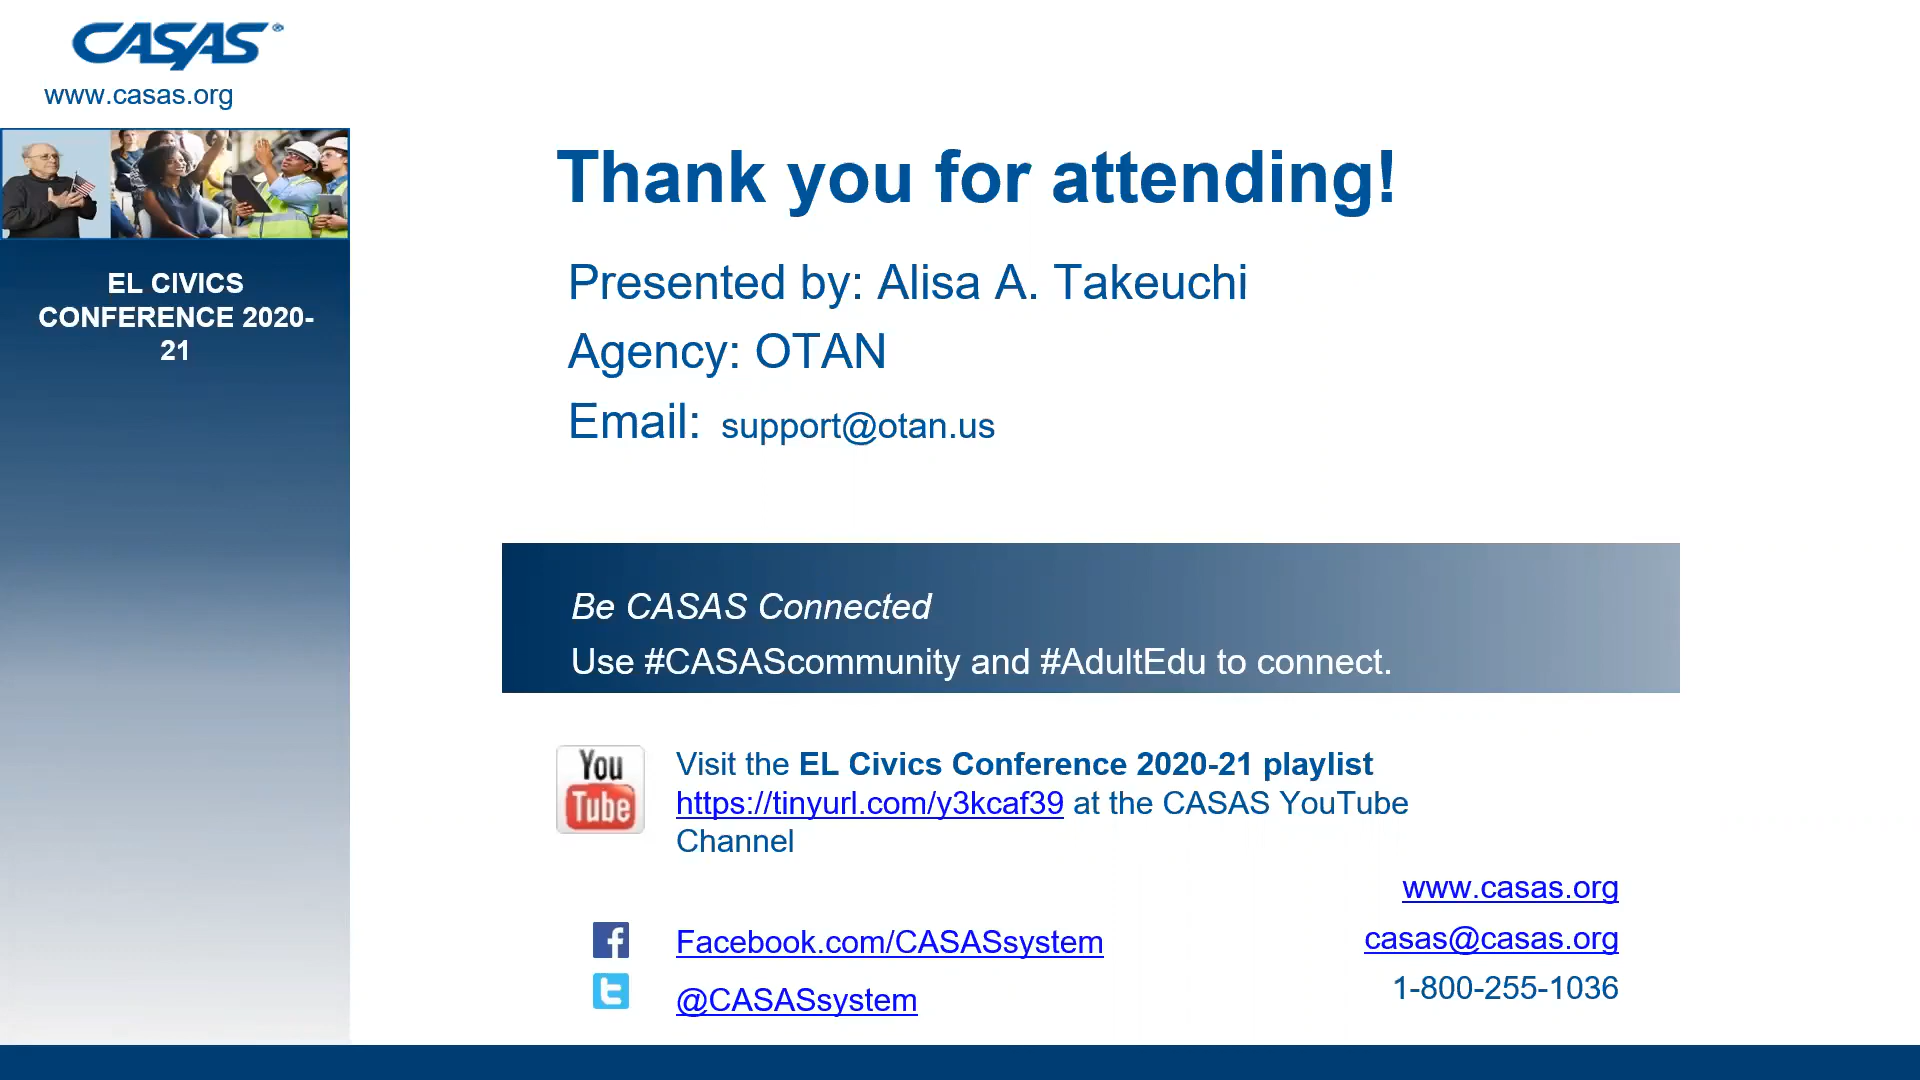 CASAS®
www.casas.org
EL CIVICS
CONFERENCE 2020-
21
Thank you for attending!
Presented by: Alisa A. Takeuchi
Agency: OTAN
Email: support@otan.us
Be CASAS Connected
Use #CASAScommunity and #AdultEdu to connect.
You
Tube
Visit the EL Civics Conference 2020-21 playlist
https://tinyurl.com/y3kcaf39 at the CASAS YouTube
Channel
Facebook.com/CASASsystem
@CASASsystem
www.casas.org
casas@casas.org
1-800-255-1036